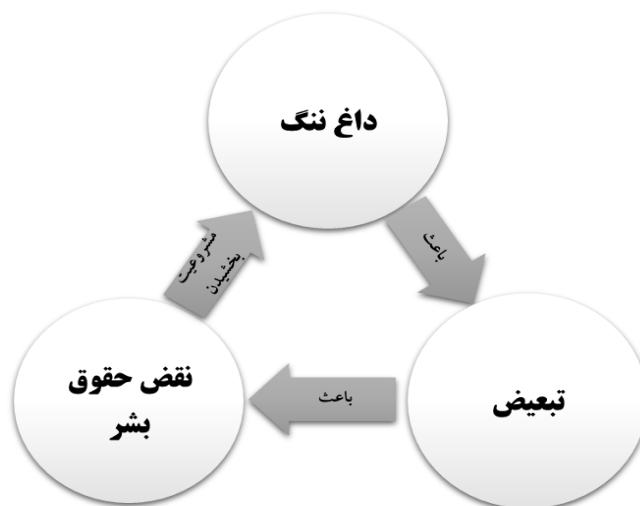 داغ ننگ
باعث
تبعیض
باعث
نقض حقوق
بشر
مشروعیت
بخشیدن